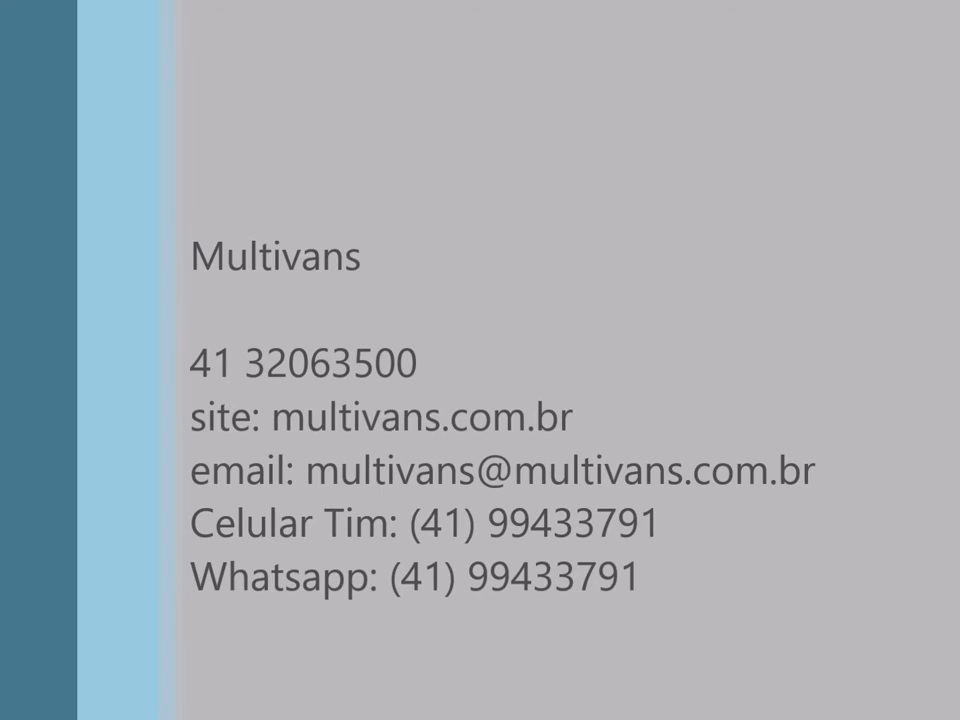 Multivans
41 32063500
site: multivans.com.br
email: multivans@multivans.com.br
Celular Tim: (41) 99433791
Whatsapp: (41) 99433791